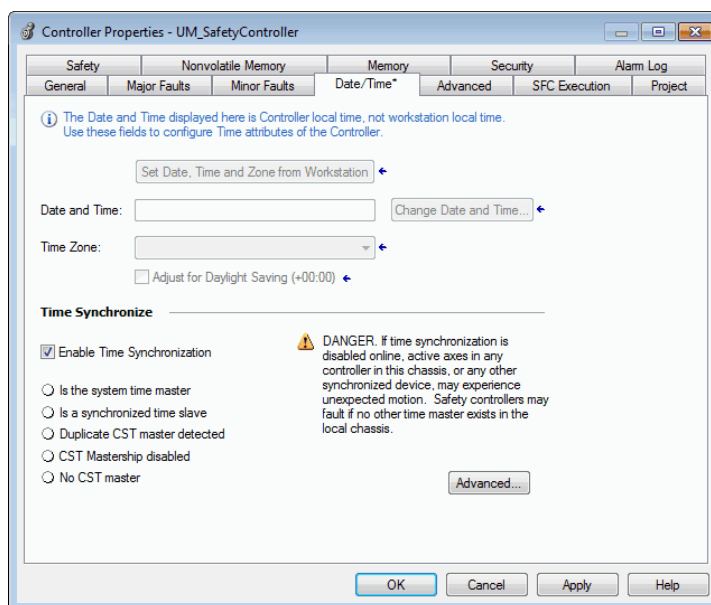 Controller Properties - UM_SafetyController
Safety Nonvolatile Memory Memory Security Alarm Log
General Major Faults Minor Faults Date/Time* Advanced SFC Execution Project
The Date and Time displayed here is Controller local time, not workstation local time.
Use these fields to configure Time attributes of the Controller.
Set Date, Time and Zone from Workstation
Date and Time: Change Date and Time...
Time Zone:
Adjust for Daylight Saving (+00:00)
Time Synchronize
Enable Time Synchronization
Is the system time master
Is a synchronized time slave
Duplicate CST master detected
CST Mastership disabled
No CST master
DANGER. If time synchronization is
disabled online, active axes in any
controller in this chassis, or any other
synchronized device, may experience
unexpected motion. Safety controllers may
fault if no other time master exists in the
local chassis.
Advanced...
OK Cancel Apply Help